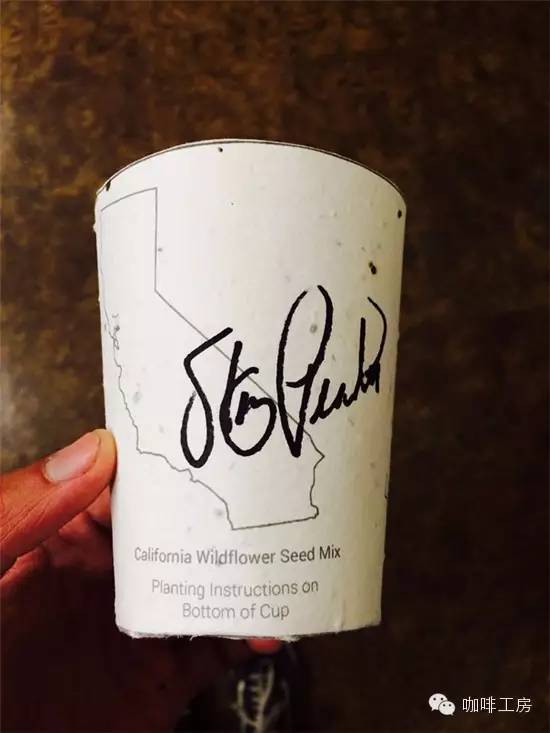 California Wildflower Seed Mix
Planting Instructions on
Bottom of Cup
咖啡工房